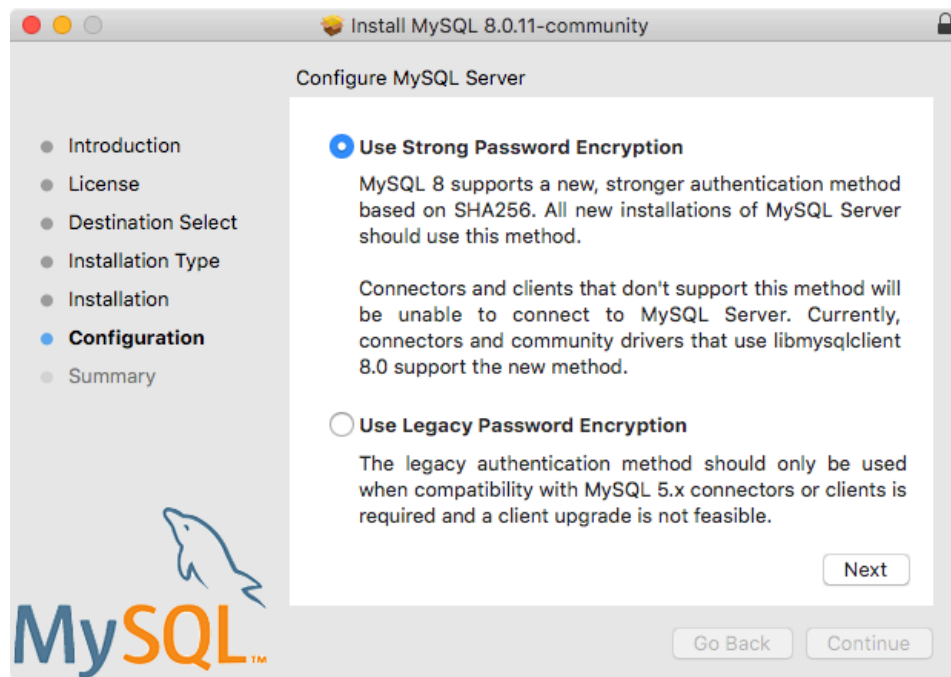 Install MySQL 8.0.11-community
Configure MySQL Server
Introduction
License
Destination Select
Installation Type
Installation
Configuration
Summary
Use Strong Password Encryption
MySQL 8 supports a new, stronger authentication method
based on SHA256. All new installations of MySQL Server
should use this method.
Connectors and clients that don't support this method will
be unable to connect to MySQL Server. Currently,
connectors and community drivers that use libmysqlclient
8.0 support the new method.
Use Legacy Password Encryption
The legacy authentication method should only be used
when compatibility with MySQL 5.x connectors or clients is
required and a client upgrade is not feasible.
Next
MySQL™
Go Back
Continue